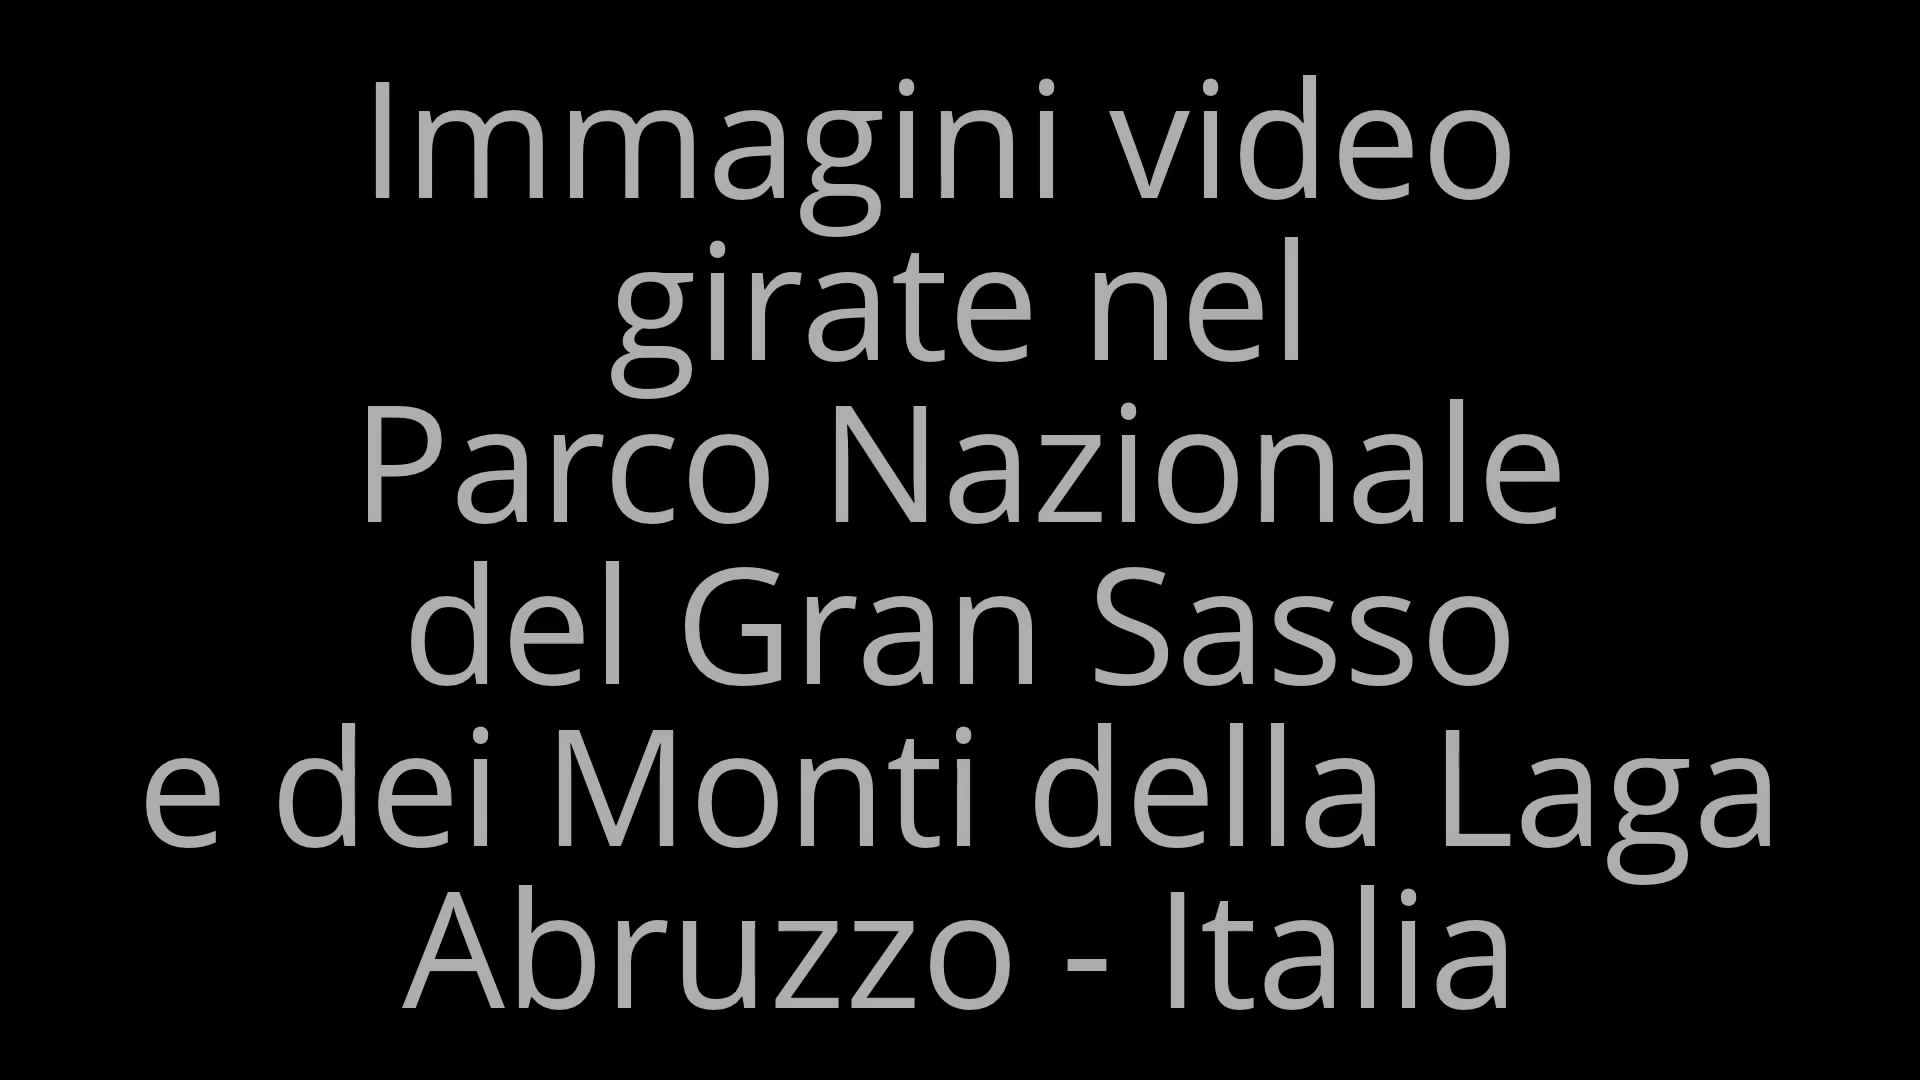 Immagini video
girate nel
Parco Nazionale
del Gran Sasso
e dei Monti della Laga
Abruzzo - Italia